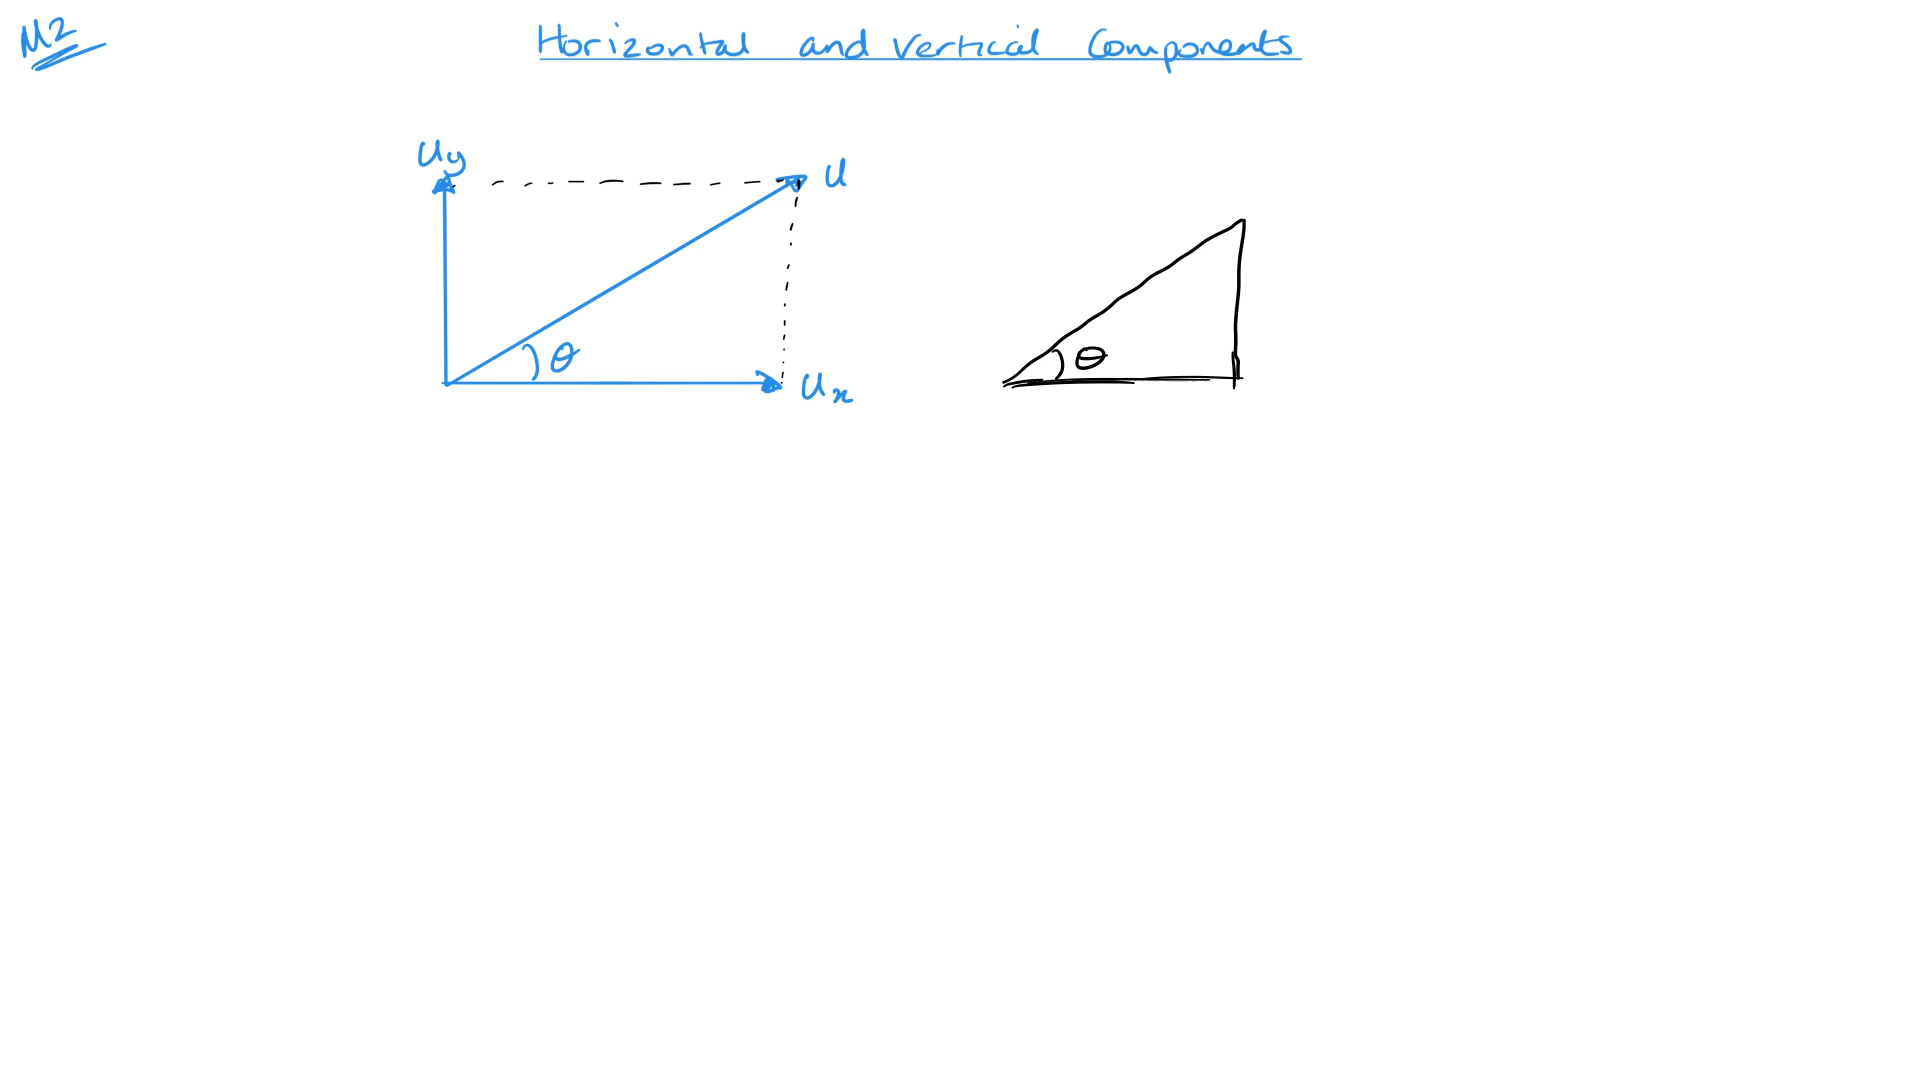 M2
Horizontal and Vertical Components
Uy
U
θ
Ux
θ